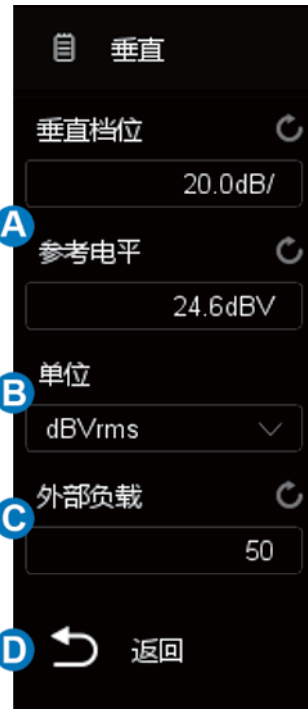 垂直
垂直档位
20.0dB/
A
参考电平
24.6dBV
单位
B
dBVrms
外部负载
C
50
D
返回